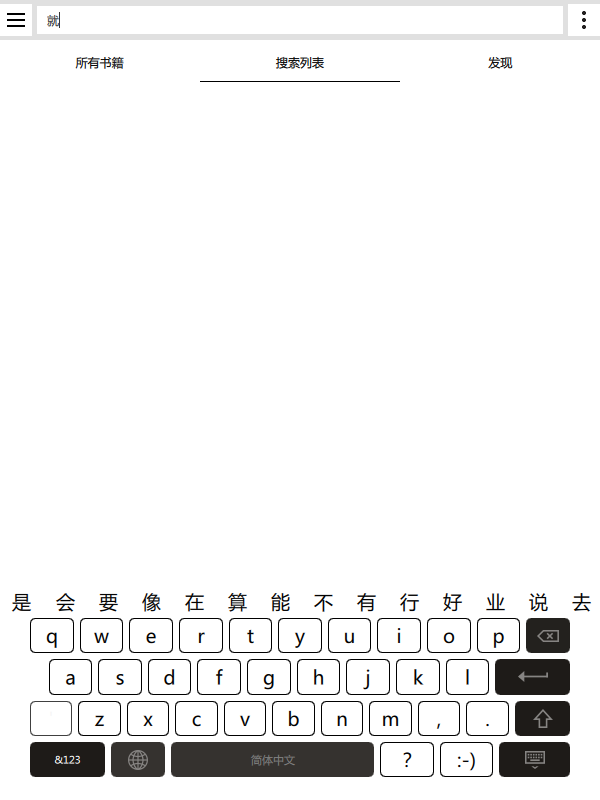 就
所有书籍 搜索列表 发现
是 会 要 像 在 算 能 不 有 行 好 业 说 去
q w e r t y u i o p
a s d f g h j k l
z x c v b n m , .
&123 简体中文 ? :-)